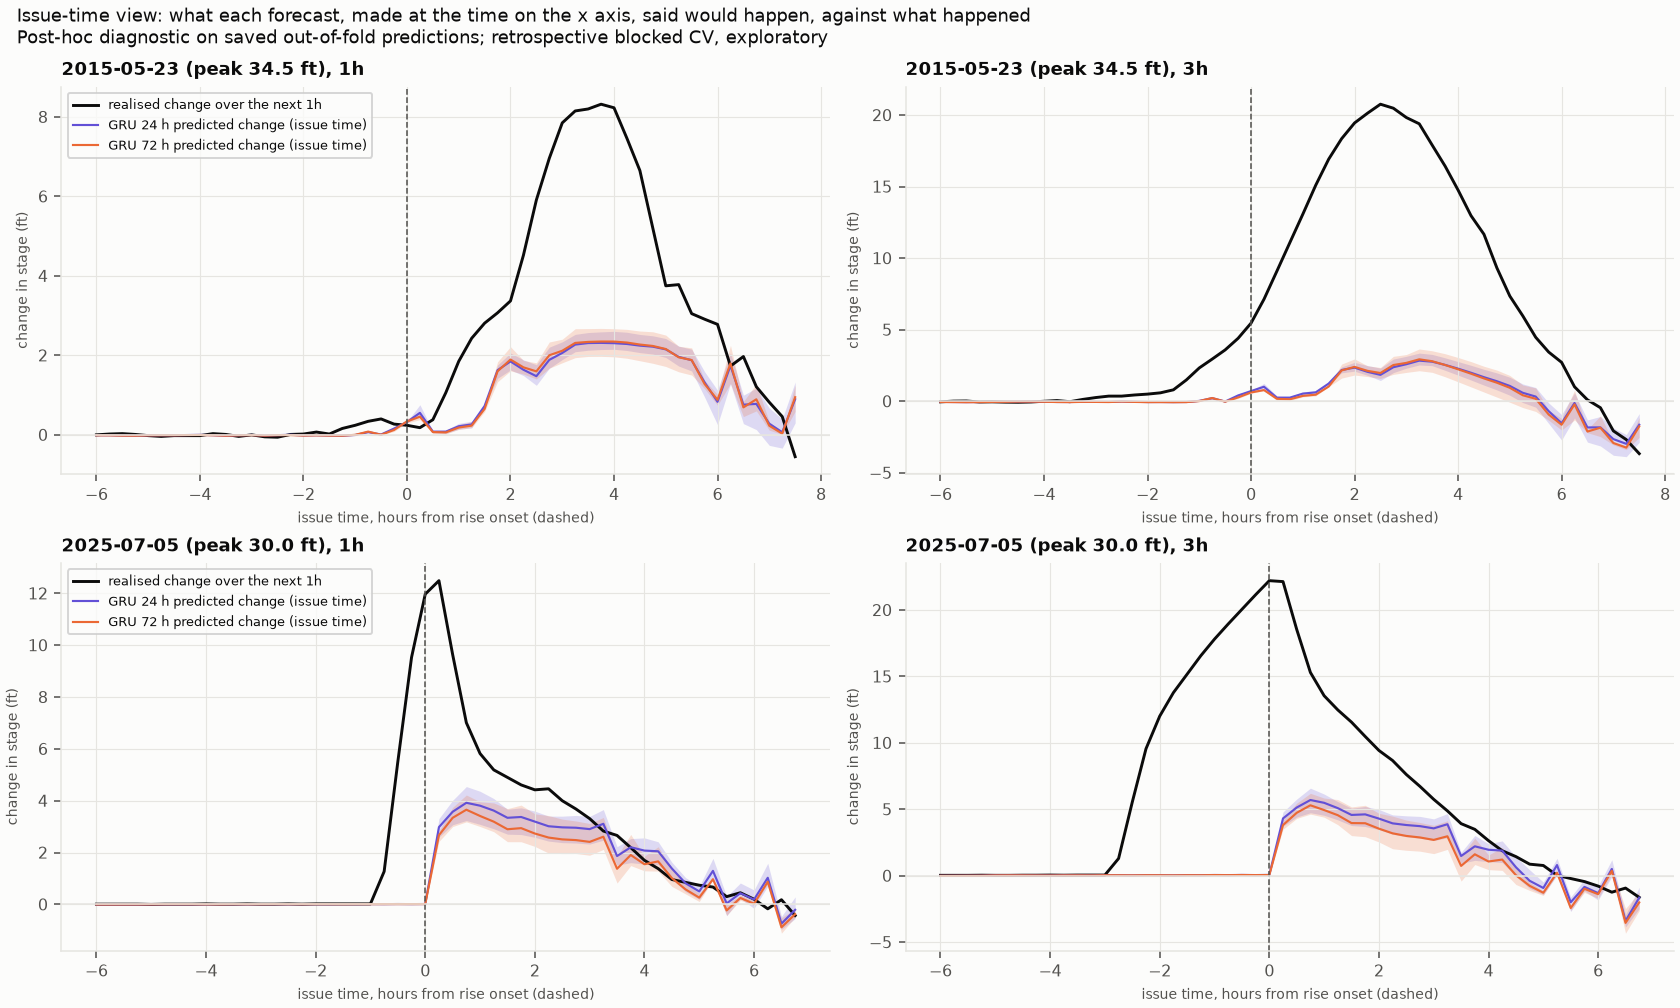 Issue-time view: what each forecast, made at the time on the x axis, said would happen, against what happened
Post-hoc diagnostic on saved out-of-fold predictions; retrospective blocked CV, exploratory
2015-05-23 (peak 34.5 ft), 1h
realised change over the next 1h
GRU 24 h predicted change (issue time)
GRU 72 h predicted change (issue time)
change in stage (ft)
8
6
4
2
0
−6 −4 −2 0 2 4 6 8
issue time, hours from rise onset (dashed)
2015-05-23 (peak 34.5 ft), 3h
change in stage (ft)
20
15
10
5
0
−5
−6 −4 −2 0 2 4 6 8
issue time, hours from rise onset (dashed)
2025-07-05 (peak 30.0 ft), 1h
realised change over the next 1h
GRU 24 h predicted change (issue time)
GRU 72 h predicted change (issue time)
change in stage (ft)
12
10
8
6
4
2
0
−6 −4 −2 0 2 4 6
issue time, hours from rise onset (dashed)
2025-07-05 (peak 30.0 ft), 3h
change in stage (ft)
20
15
10
5
0
−5
−6 −4 −2 0 2 4 6
issue time, hours from rise onset (dashed)